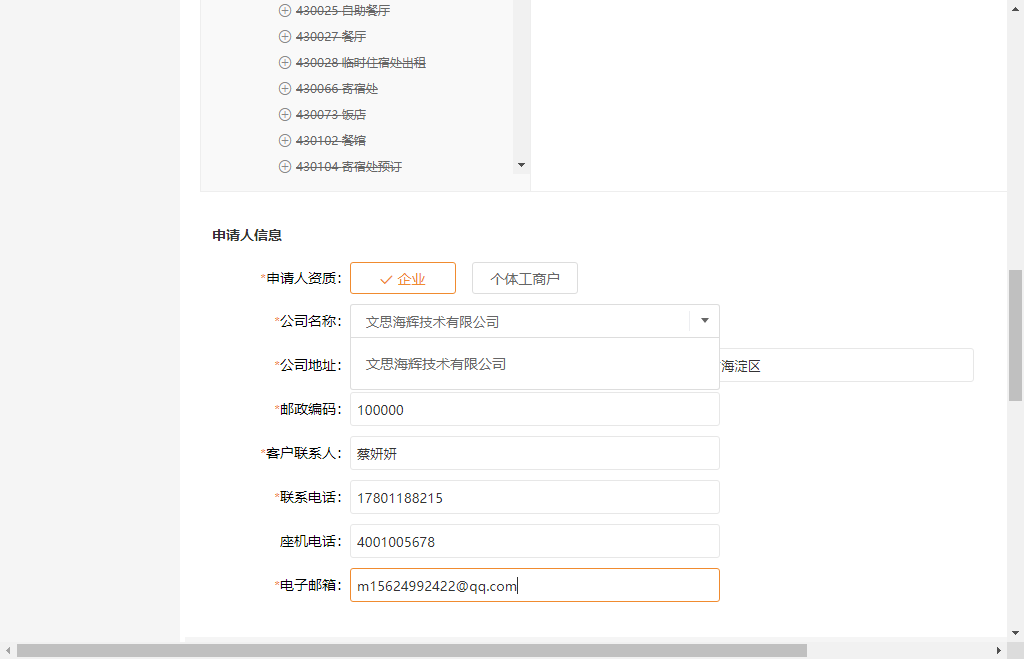 430025 自助餐厅
430027 餐厅
430028 临时住宿处出租
430066 寄宿处
430073 饭店
430102 餐馆
430104 寄宿处预订
申请人信息
*申请人资质： 企业 个体工商户
*公司名称： 文思海辉技术有限公司
文思海辉技术有限公司
*公司地址： 海淀区
*邮政编码： 100000
*客户联系人： 蔡妍妍
*联系电话： 17801188215
座机电话： 4001005678
*电子邮箱： m15624992422@qq.com